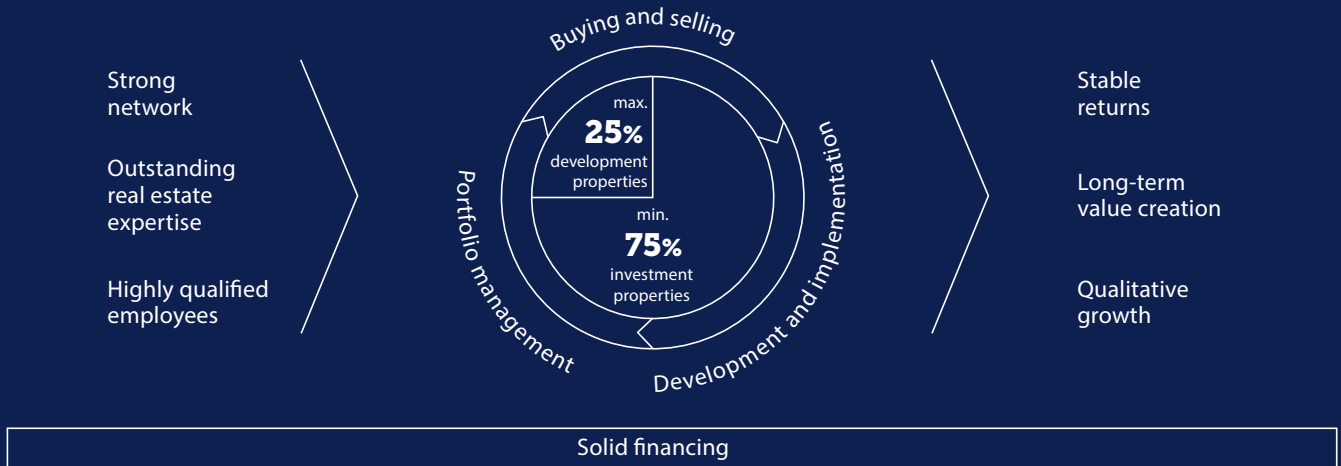 Strong
network
Outstanding
real estate
expertise
Highly qualified
employees
Buying and selling
Portfolio management
Development and implementation
max.
25%
development
properties
min.
75%
investment
properties
Stable
returns
Long-term
value creation
Qualitative
growth
Solid financing